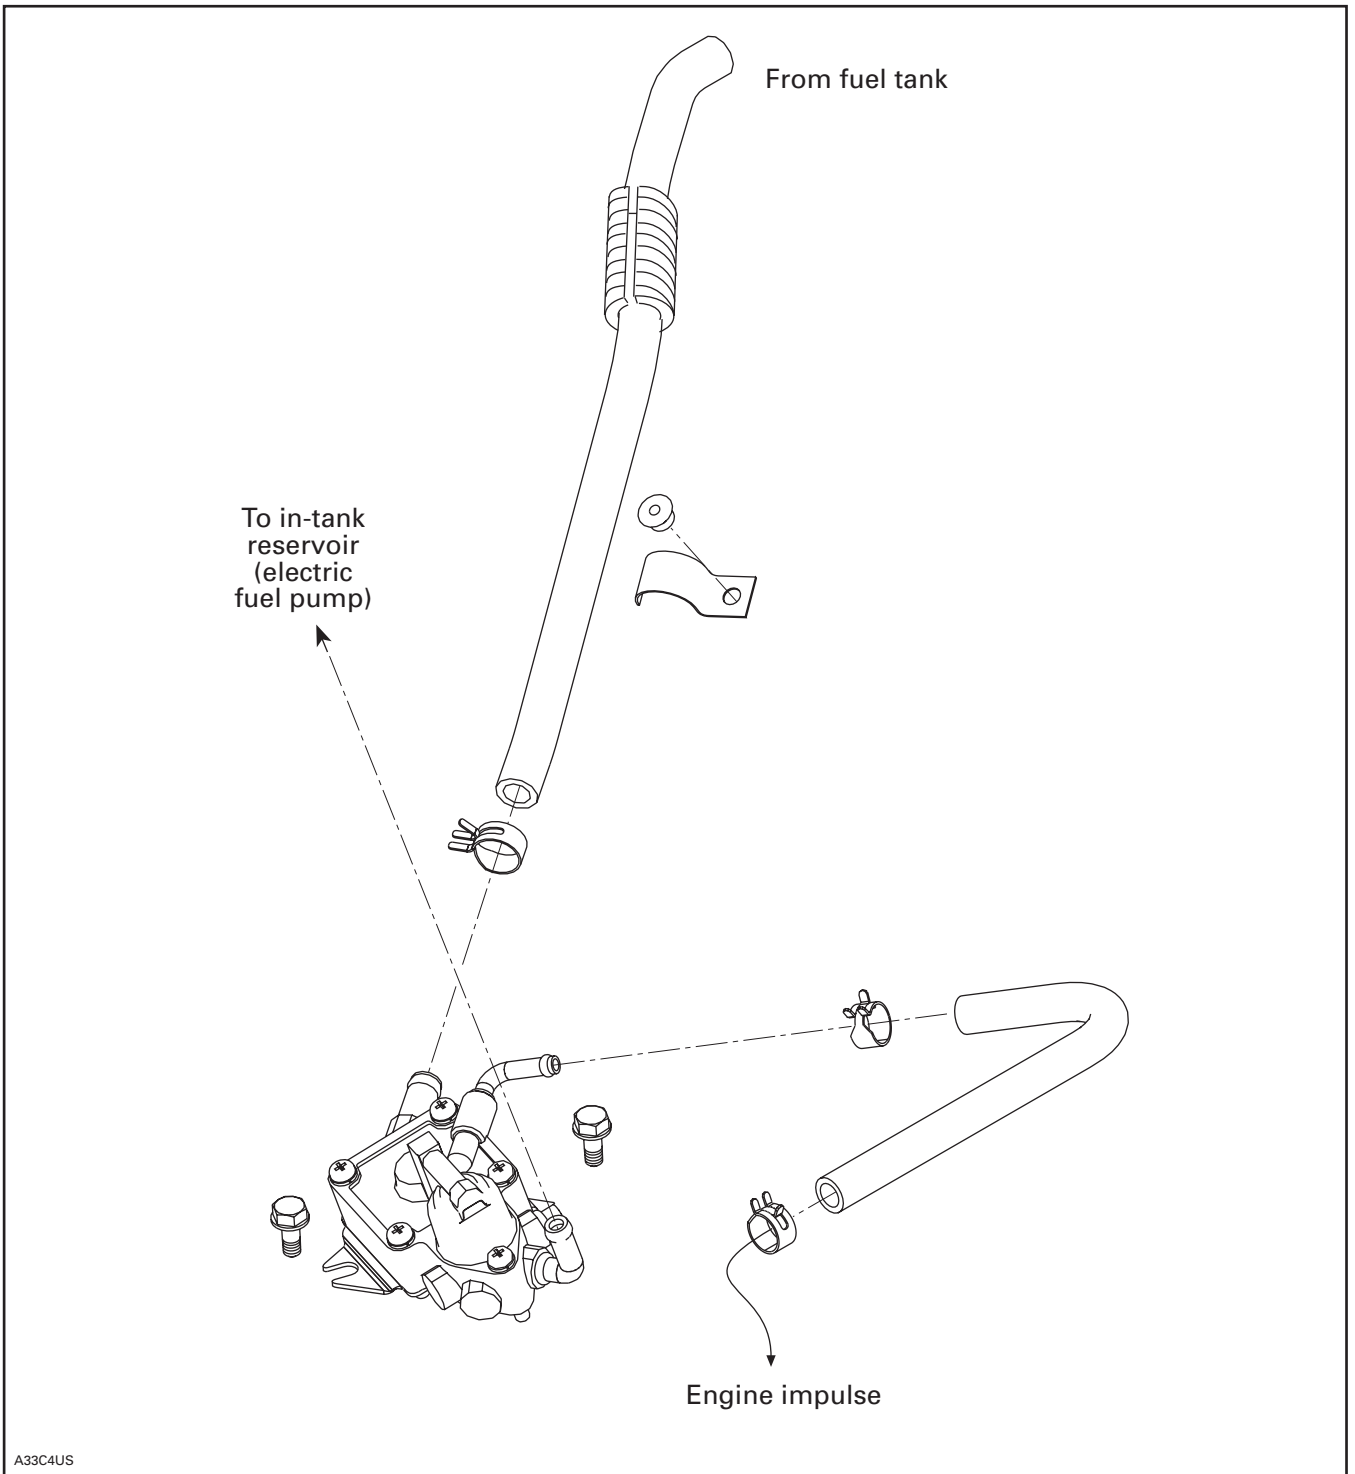 From fuel tank
To in-tank
reservoir
(electric
fuel pump)
Engine impulse
A33C4US